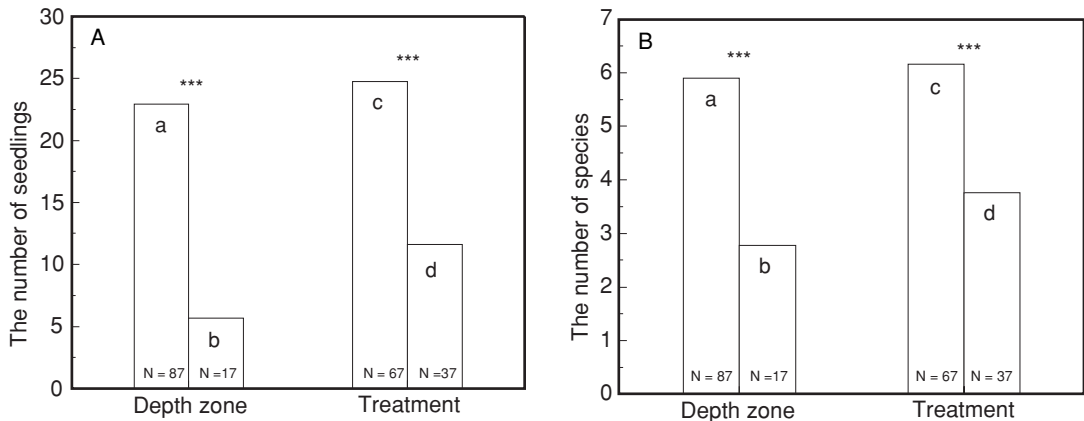 A
The number of seedlings
30
25
20
15
10
5
0
***
***
a
b
c
d
N = 87
N =17
N = 67
N =37
Depth zone
Treatment
B
The number of species
7
6
5
4
3
2
1
0
***
***
a
b
c
d
N = 87
N =17
N = 67
N = 37
Depth zone
Treatment